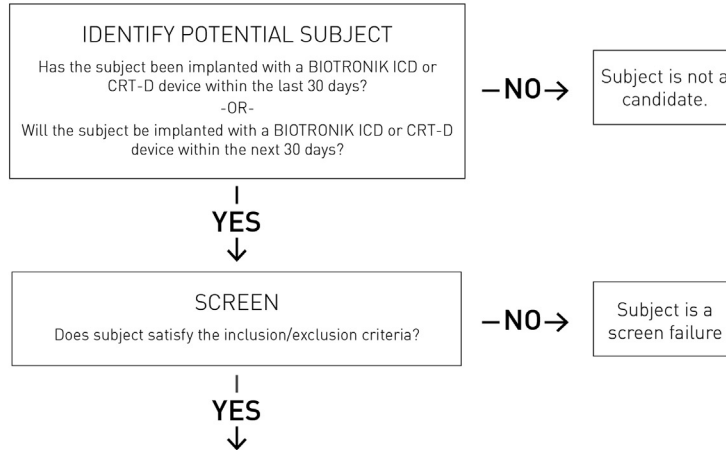 IDENTIFY POTENTIAL SUBJECT
Has the subject been implanted with a BIOTRONIK ICD or
CRT-D device within the last 30 days?
-OR-
Will the subject be implanted with a BIOTRONIK ICD or CRT-D
device within the next 30 days?
NO
Subject is not a
candidate.
YES
SCREEN
Does subject satisfy the inclusion/exclusion criteria?
NO
Subject is a
screen failure
YES